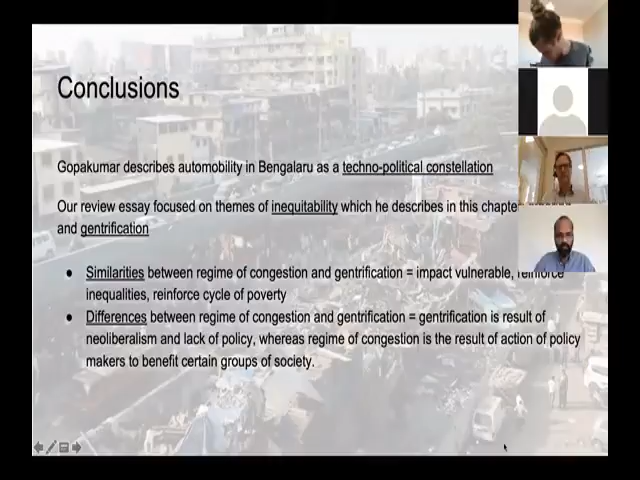 Conclusions
Gopakumar describes automobility in Bengalaru as a techno-political constellation
Our review essay focused on themes of inequitability which he describes in this chapte
and gentrification
● Similarities between regime of congestion and gentrification = impact vulnerable, reinforce
inequalities, reinforce cycle of poverty
● Differences between regime of congestion and gentrification = gentrification is result of
neoliberalism and lack of policy, whereas regime of congestion is the result of action of policy
makers to benefit certain groups of society.